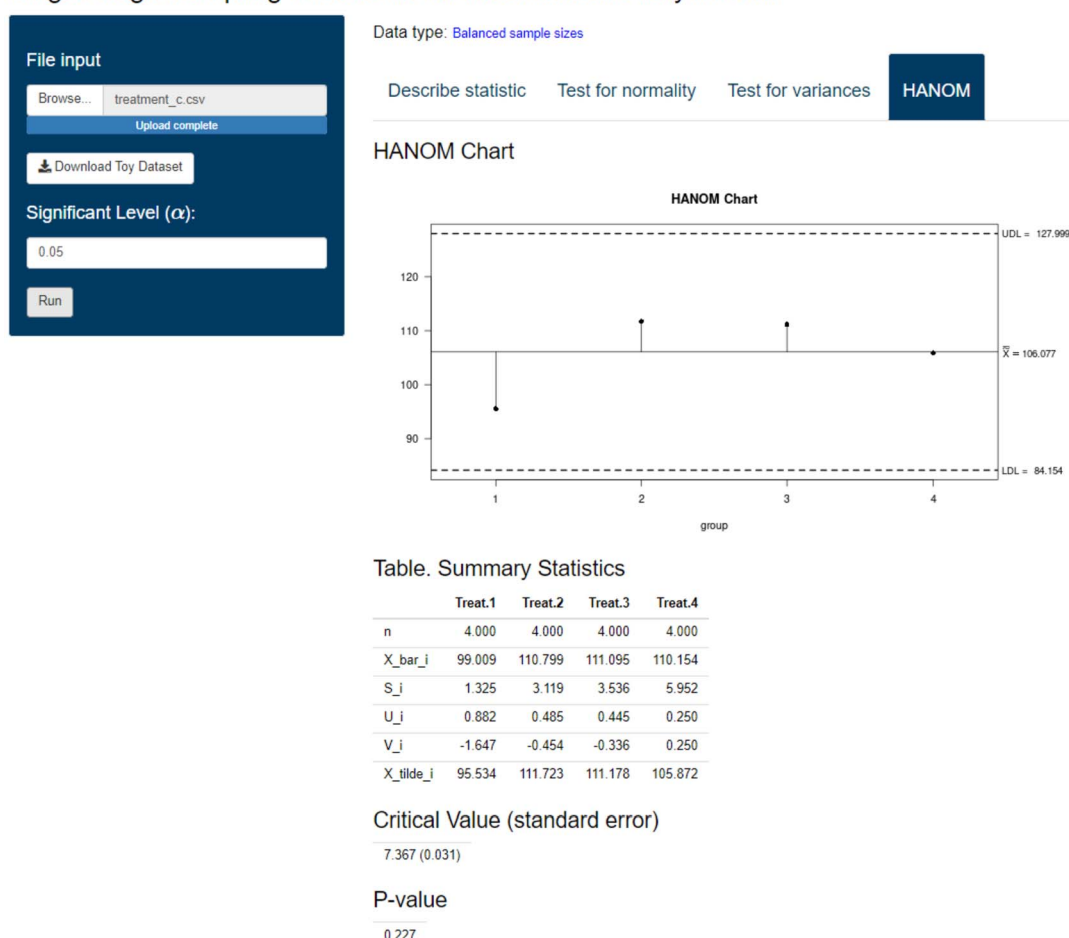 File input
Browse... treatment_c.csv
Upload complete
Download Toy Dataset
Significant Level (α):
0.05
Run
Data type: Balanced sample sizes
Describe statistic Test for normality Test for variances HANOM
HANOM Chart
HANOM Chart
UDL = 127.999
120
110
X̿ = 106.077
100
90
LDL = 84.154
1 2 3 4
group
Table. Summary Statistics
Treat.1 Treat.2 Treat.3 Treat.4
n 4.000 4.000 4.000 4.000
X_bar_i 99.009 110.799 111.095 110.154
S_i 1.325 3.119 3.536 5.952
U_i 0.882 0.485 0.445 0.250
V_i -1.647 -0.454 -0.336 0.250
X_tilde_i 95.534 111.723 111.178 105.872
Critical Value (standard error)
7.367 (0.031)
P-value
0.227